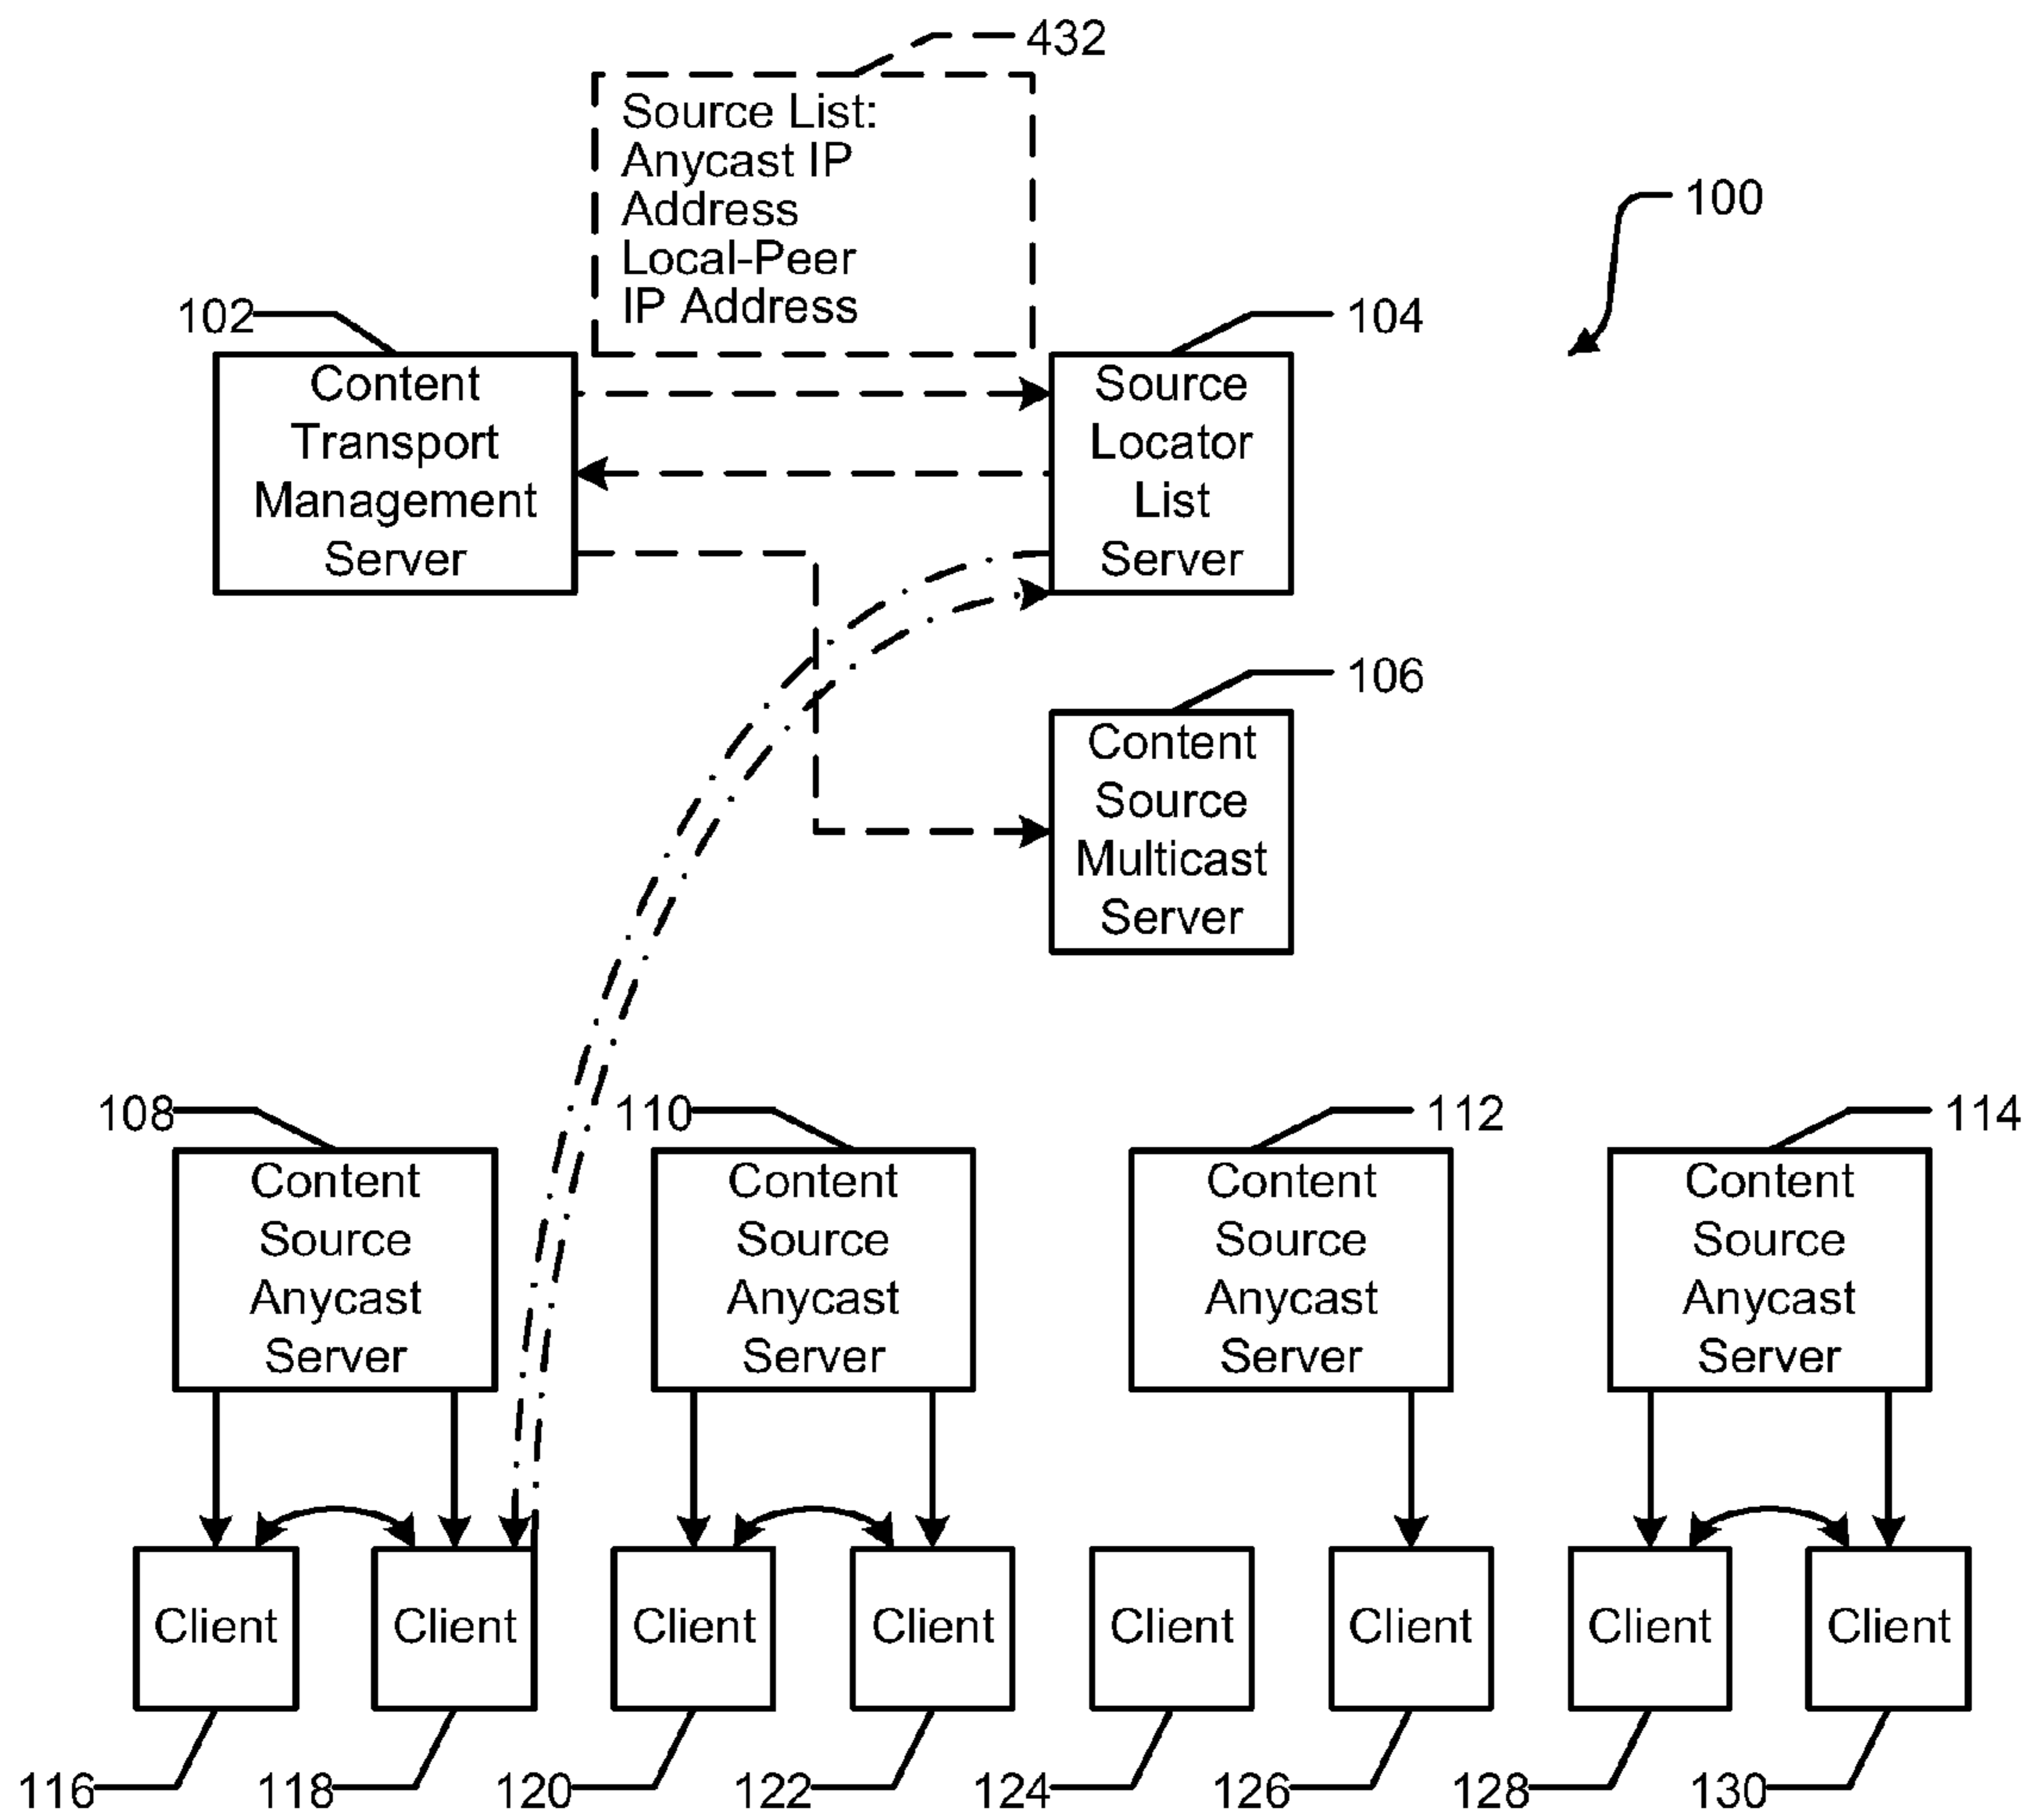 432
Source List:
Anycast IP
Address
Local-Peer
IP Address
100
102
104
Content
Transport
Management
Server
Source
Locator
List
Server
106
Content
Source
Multicast
Server
108
110
112
114
Content
Source
Anycast
Server
Content
Source
Anycast
Server
Content
Source
Anycast
Server
Content
Source
Anycast
Server
Client
Client
Client
Client
Client
Client
Client
Client
116
118
120
122
124
126
128
130